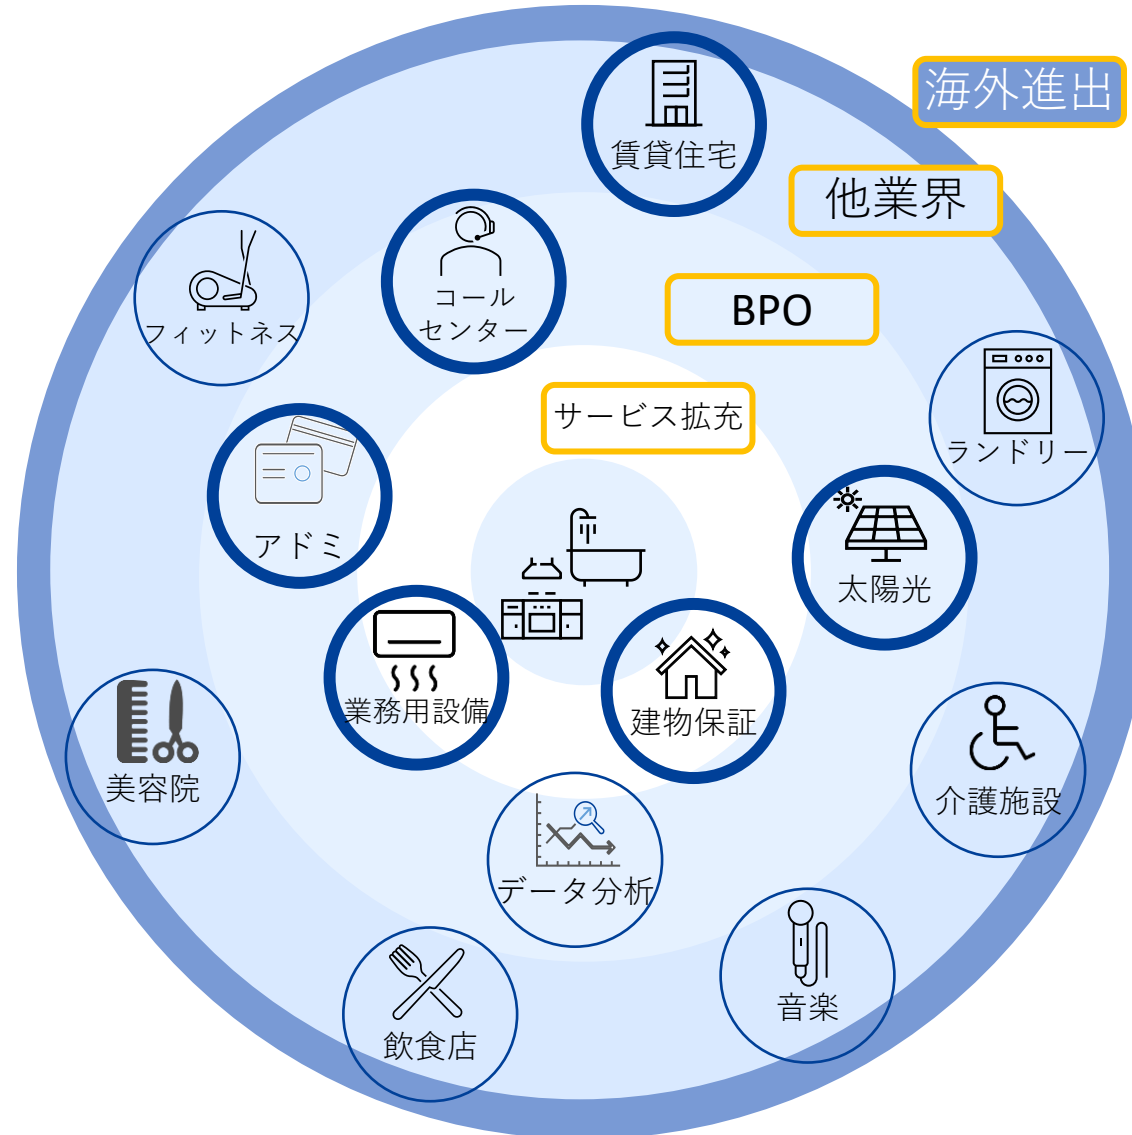 海外進出
賃貸住宅
他業界
コール
センター
BPO
フィットネス
サービス拡充
ランドリー
アドミ
太陽光
業務用設備
建物保証
美容院
介護施設
データ分析
音楽
飲食店